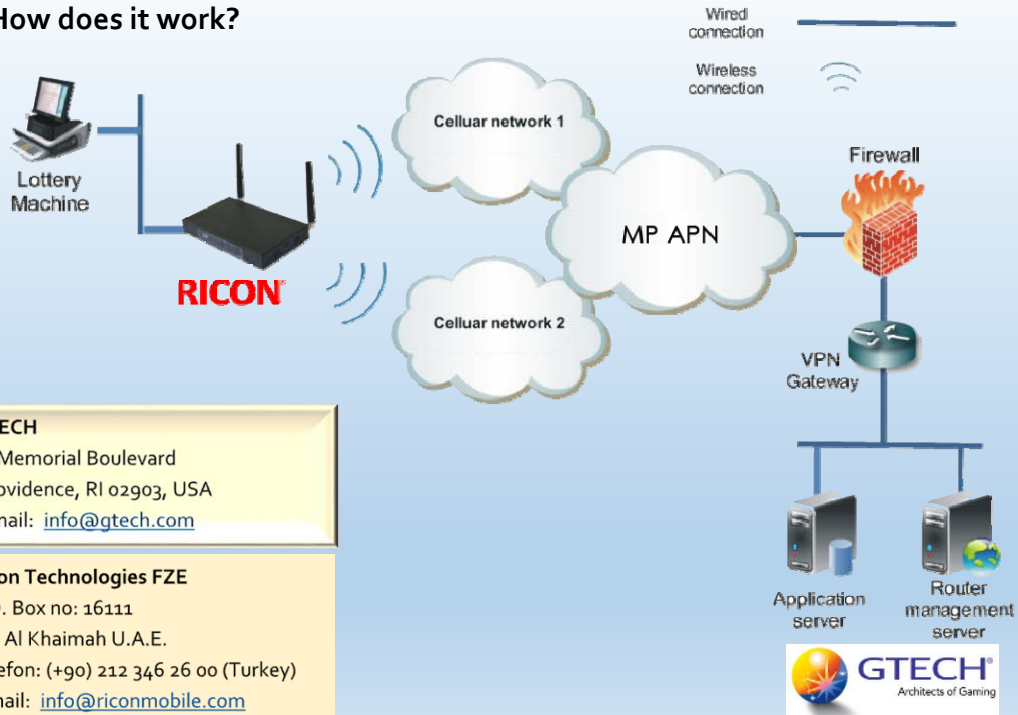 How does it work?
Wired
connection
Wireless
connection
Lottery
Machine
RICON®
Celluar network 1
Celluar network 2
MP APN
Firewall
VPN
Gateway
Application
server
Router
management
server
GTECH®
Architects of Gaming
ECH
Memorial Boulevard
ovidence, RI 02903, USA
nail: info@gtech.com
on Technologies FZE
. Box no: 16111
Al Khaimah U.A.E.
efon: (+90) 212 346 26 00 (Turkey)
nail: info@riconmobile.com